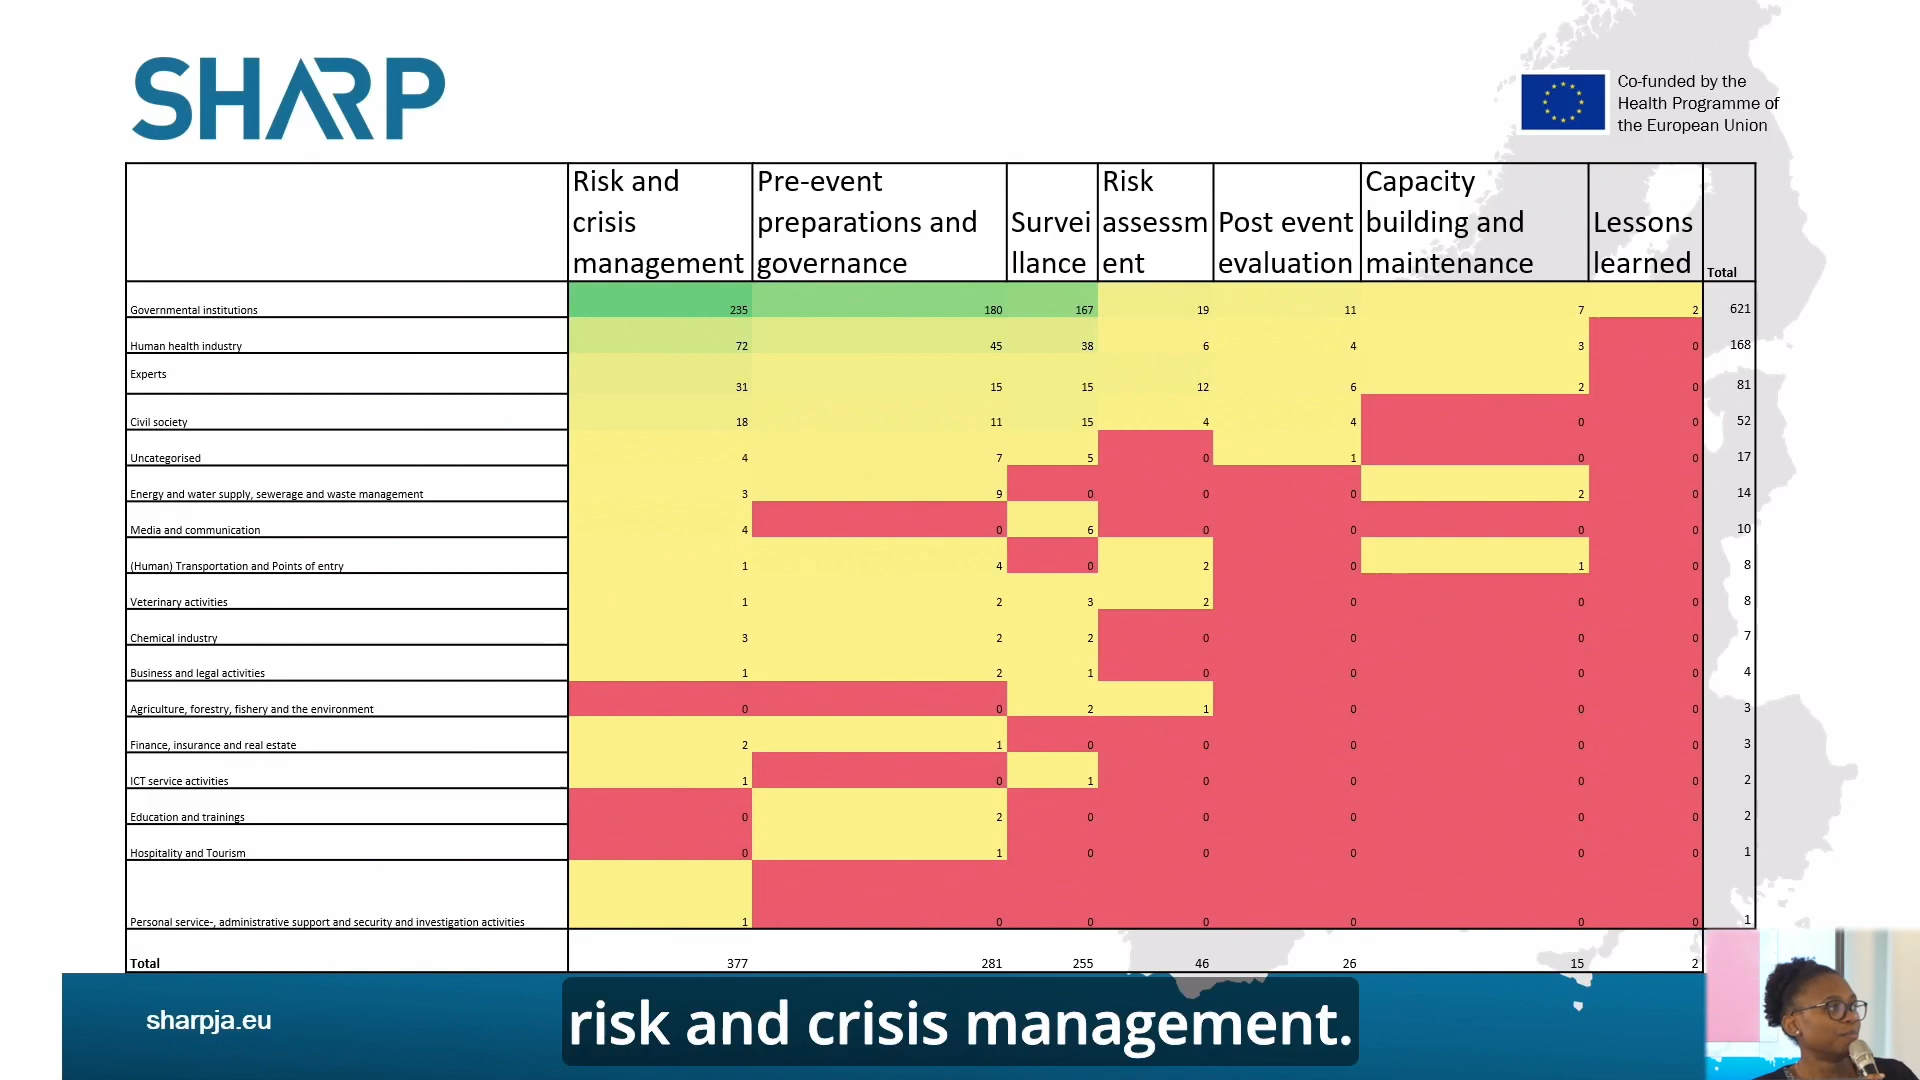 SHARP
Co-funded by the
Health Programme of
the European Union
Risk and
crisis
management
Pre-event
preparations and
governance
Survei
llance
Risk
assessm
ent
Post event
evaluation
Capacity
building and
maintenance
Lessons
learned
Total
Governmental institutions 235 180 167 19 11 7 2 621
Human health industry 72 45 38 6 4 3 0 168
Experts 31 15 15 12 6 2 0 81
Civil society 18 11 15 4 4 0 0 52
Uncategorised 4 7 5 0 1 0 0 17
Energy and water supply, sewerage and waste management 3 9 0 0 0 2 0 14
Media and communication 4 0 6 0 0 0 0 10
(Human) Transportation and Points of entry 1 4 0 2 0 1 0 8
Veterinary activities 1 2 3 2 0 0 0 8
Chemical industry 3 2 2 0 0 0 0 7
Business and legal activities 1 2 1 0 0 0 0 4
Agriculture, forestry, fishery and the environment 0 0 2 1 0 0 0 3
Finance, insurance and real estate 2 1 0 0 0 0 0 3
ICT service activities 1 0 1 0 0 0 0 2
Education and trainings 0 2 0 0 0 0 0 2
Hospitality and Tourism 0 1 0 0 0 0 0 1
Personal service-, administrative support and security and investigation activities 1 0 0 0 0 0 0 1
Total 377 281 255 46 26 15 2
sharpja.eu
risk and crisis management.